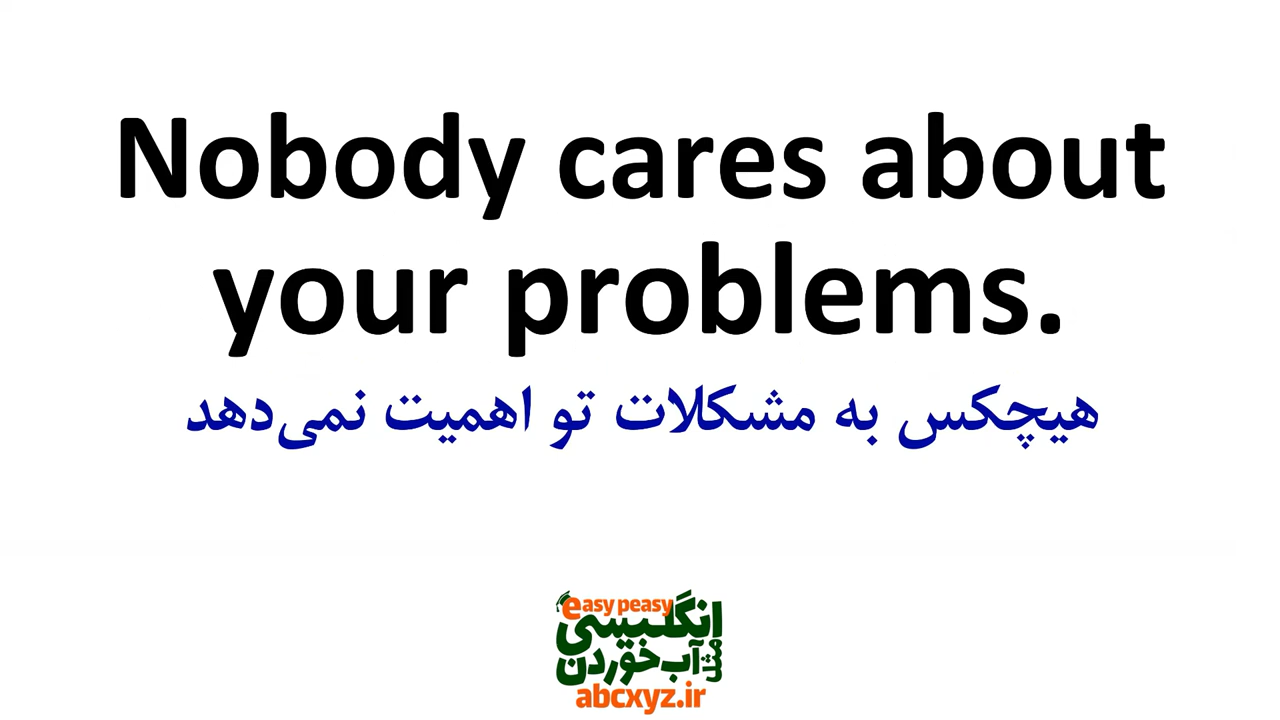 Nobody cares about
your problems.
هیچکس به مشکلات تو اهمیت نمی‌دهد
easy peasy
انگلیسی
مثل آب خوردن
abcxyz.ir